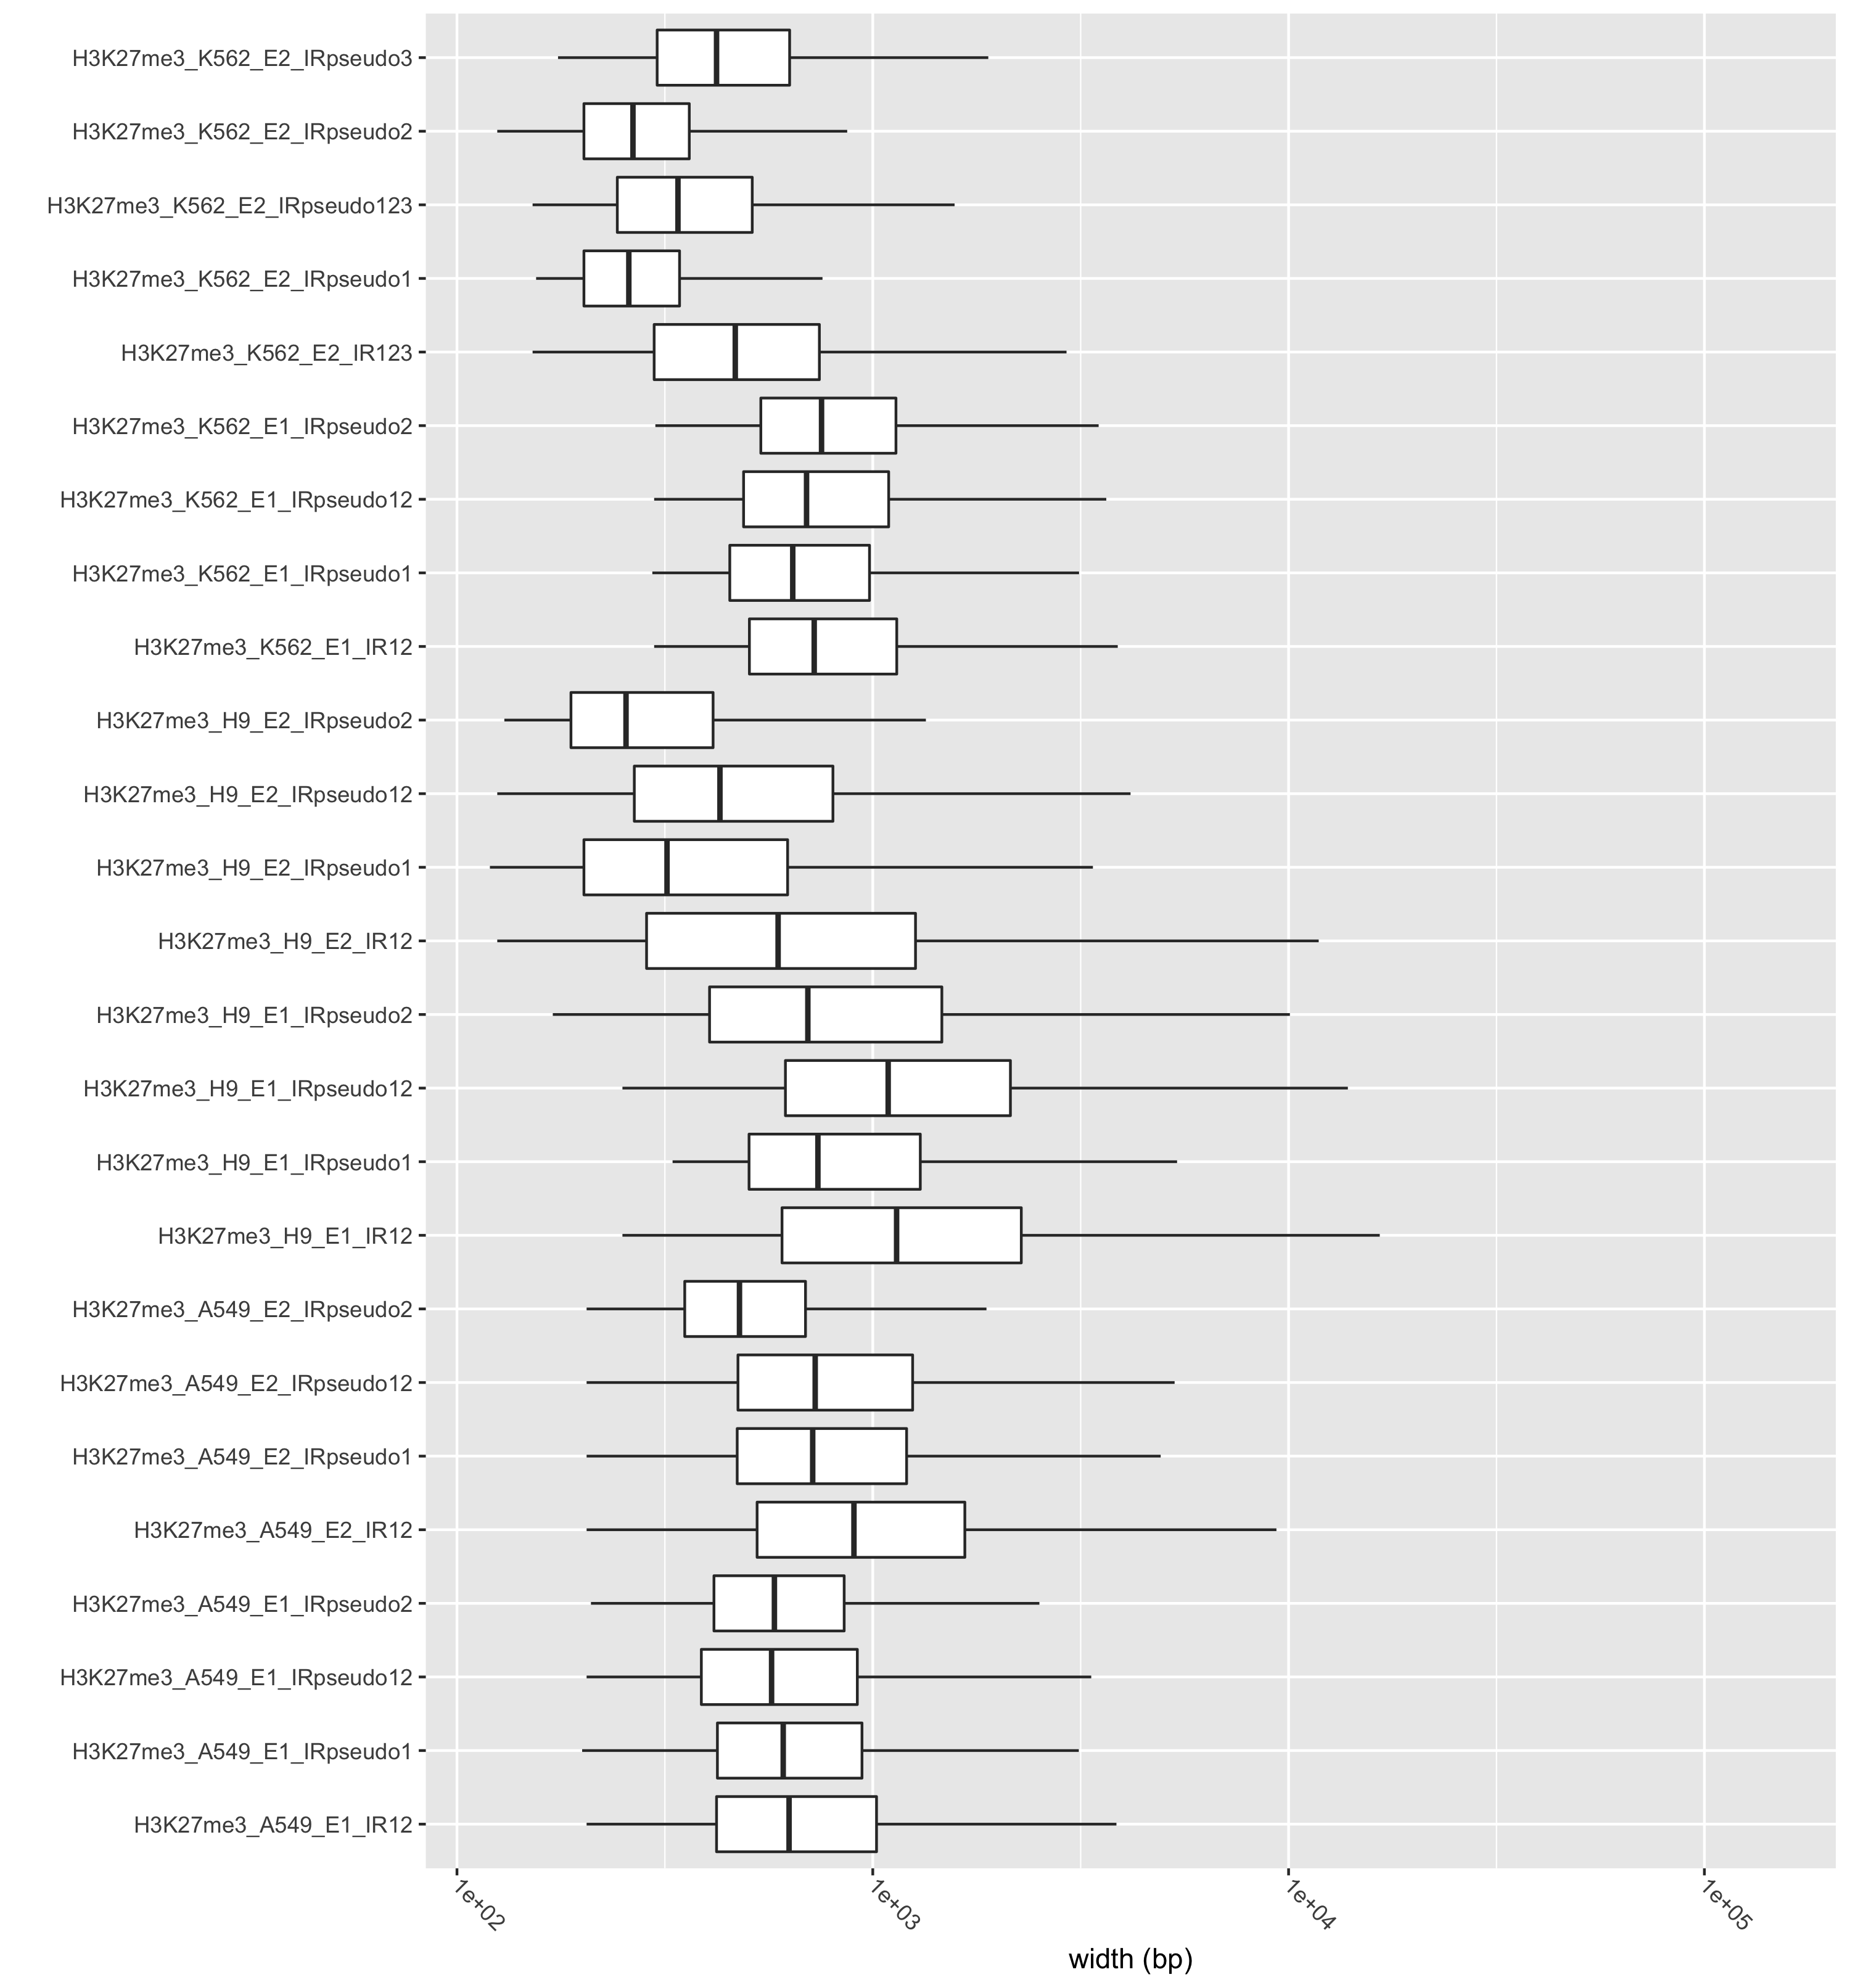 H3K27me3_K562_E2_IRpseudo3
H3K27me3_K562_E2_IRpseudo2
H3K27me3_K562_E2_IRpseudo123
H3K27me3_K562_E2_IRpseudo1
H3K27me3_K562_E2_IR123
H3K27me3_K562_E1_IRpseudo2
H3K27me3_K562_E1_IRpseudo12
H3K27me3_K562_E1_IRpseudo1
H3K27me3_K562_E1_IR12
H3K27me3_H9_E2_IRpseudo2
H3K27me3_H9_E2_IRpseudo12
H3K27me3_H9_E2_IRpseudo1
H3K27me3_H9_E2_IR12
H3K27me3_H9_E1_IRpseudo2
H3K27me3_H9_E1_IRpseudo12
H3K27me3_H9_E1_IRpseudo1
H3K27me3_H9_E1_IR12
H3K27me3_A549_E2_IRpseudo2
H3K27me3_A549_E2_IRpseudo12
H3K27me3_A549_E2_IRpseudo1
H3K27me3_A549_E2_IR12
H3K27me3_A549_E1_IRpseudo2
H3K27me3_A549_E1_IRpseudo12
H3K27me3_A549_E1_IRpseudo1
H3K27me3_A549_E1_IR12
1e+02
1e+03
1e+04
1e+05
width (bp)